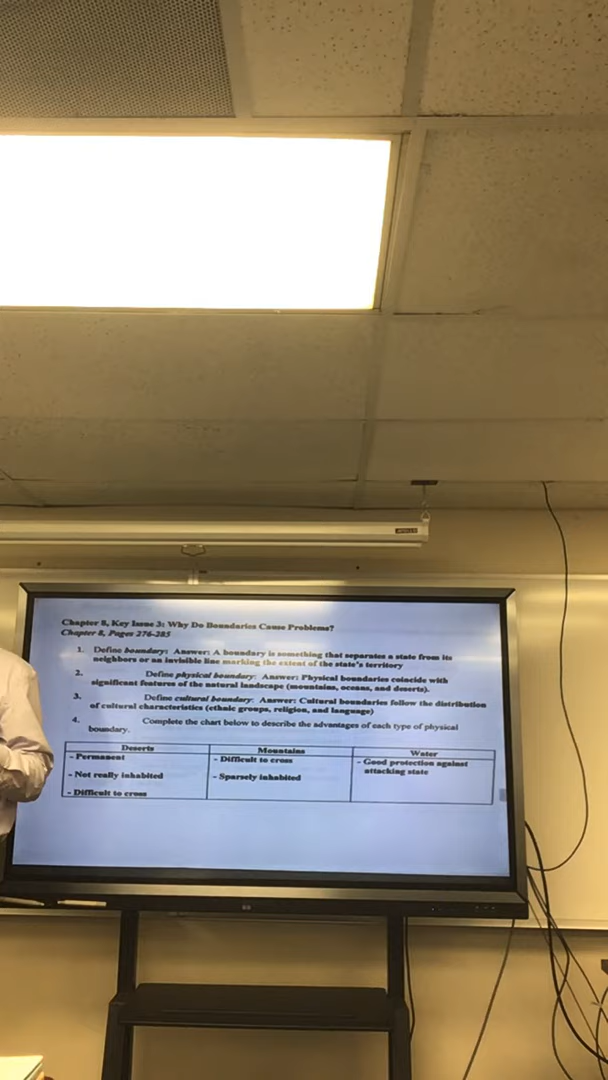 Chapter 8, Key Issue 3: Why Do Boundaries Cause Problems?
Chapter 8, Pages 276-285
1. Define boundary: Answer: A boundary is something that separates a state from its
neighbors or an invisible line marking the extent of the state's territory
2. Define physical boundary: Answer: Physical boundaries coincide with
significant features of the natural landscape (mountains, oceans, and deserts).
3. Define cultural boundary: Answer: Cultural boundaries follow the distribution
of cultural characteristics (ethnic groups, religion, and language)
4. Complete the chart below to describe the advantages of each type of physical
boundary.
Deserts
- Permanent
- Not really inhabited
- Difficult to cross
Mountains
- Difficult to cross
- Sparsely inhabited
Water
- Good protection against
attacking state